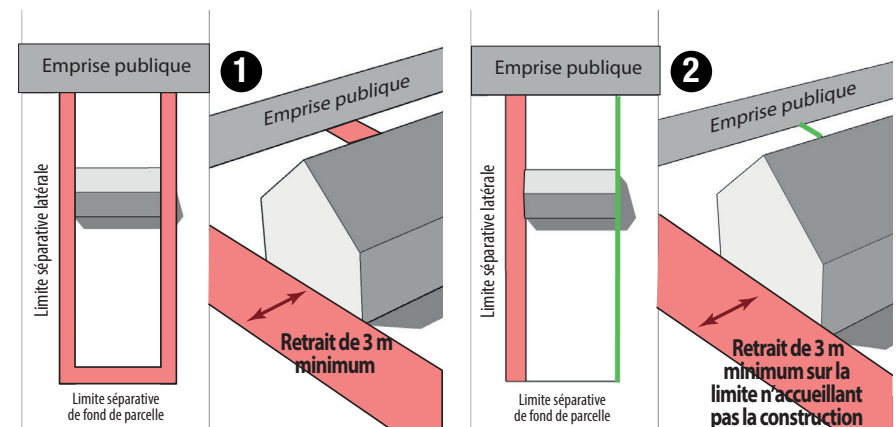 Emprise publique
1
Emprise publique
Limite séparative latérale
Retrait de 3 m
minimum
Limite séparative
de fond de parcelle
Emprise publique
2
Emprise publique
Limite séparative latérale
Retrait de 3 m
minimum sur la
limite n'accueillant
pas la construction
Limite séparative
de fond de parcelle